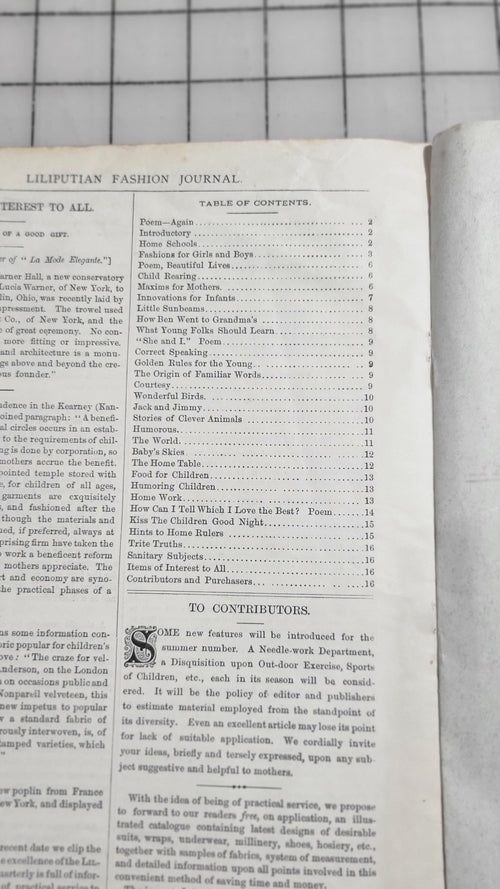 LILIPUTIAN FASHION JOURNAL.
TEREST TO ALL.
OF A GOOD GIFT.
er of "La Mode Elegante."]
arner Hall, a new conservatory
Lucia Warner, of New York, to
lin, Ohio, was recently laid by
pressment. The trowel used
Co., of New York, and the
of great ceremony. No con-
more fitting or impressive.
and architecture is a monu-
gs above and beyond the cre-
ous founder."
ndence in the Kearney (Kan-
oined paragraph: "A benefi-
al circles occurs in an estab-
to the requirements of chil-
ng is done by corporation, so
mothers accrue the benefit.
pointed temple stored with
e, for children of all ages,
garments are exquisitely
s, and fashioned after the
though the materials and
ned, if preferred, always at
prising firm have taken the
work a beneficent reform
mothers appreciate. The
rt and economy are syno-
the practical phases of a
ns some information con-
oric popular for children's
ove: "The craze for vel-
nderson, on the London
on occasions public and
Nonpareil velveteen, this
new impetus to popular
w a standard fabric of
rously interwoven, is, of
tamped varieties, which
"
ew poplin from France
ew York, and displayed
recent date we clip the
e excellence of the LIL-
uarterly is full of infor-
of practical service to
TABLE OF CONTENTS.
Poem—Again 2
Introductory 2
Home Schools 2
Fashions for Girls and Boys 3
Poem, Beautiful Lives 6
Child Rearing 6
Maxims for Mothers 6
Innovations for Infants 7
Little Sunbeams 8
How Ben Went to Grandma's 8
What Young Folks Should Learn 8
"She and I." Poem 9
Correct Speaking 9
Golden Rules for the Young 9
The Origin of Familiar Words 9
Courtesy 9
Wonderful Birds. 10
Jack and Jimmy 10
Stories of Clever Animals 10
Humorous 11
The World 11
Baby's Skies 12
The Home Table 12
Food for Children 13
Humoring Children 13
Home Work 13
How Can I Tell Which I Love the Best? Poem 14
Kiss The Children Good Night 15
Hints to Home Rulers 15
Trite Truths 16
Sanitary Subjects 16
Items of Interest to All 16
Contributors and Purchasers 16
TO CONTRIBUTORS.
SOME new features will be introduced for the
summer number. A Needle-work Department,
a Disquisition upon Out-door Exercise, Sports
of Children, etc., each in its season will be consid-
ered. It will be the policy of editor and publishers
to estimate material employed from the standpoint of
its diversity. Even an excellent article may lose its point
for lack of suitable application. We cordially invite
your ideas, briefly and tersely expressed, upon any sub-
ject suggestive and helpful to mothers.
With the idea of being of practical service, we propose
to forward to our readers free, on application, an illus-
trated catalogue containing latest designs of desirable
suits, wraps, underwear, millinery, shoes, hosiery, etc.,
together with samples of fabrics, system of measurement,
and detailed information upon all points involved in this
convenient method of saving time and money.